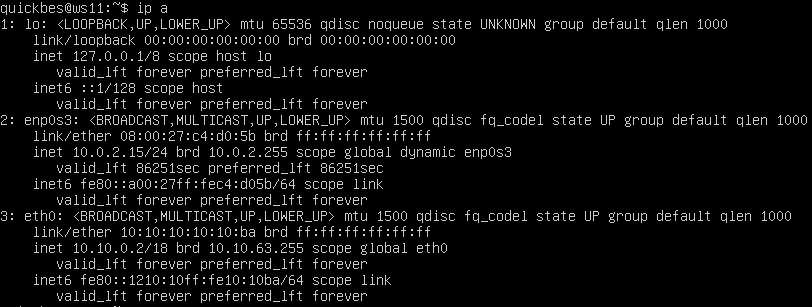 quickbes@ws11:~$ ip a
1: lo: <LOOPBACK,UP,LOWER_UP> mtu 65536 qdisc noqueue state UNKNOWN group default qlen 1000
    link/loopback 00:00:00:00:00:00 brd 00:00:00:00:00:00
    inet 127.0.0.1/8 scope host lo
       valid_lft forever preferred_lft forever
    inet6 ::1/128 scope host
       valid_lft forever preferred_lft forever
2: enp0s3: <BROADCAST,MULTICAST,UP,LOWER_UP> mtu 1500 qdisc fq_codel state UP group default qlen 1000
    link/ether 08:00:27:c4:d0:5b brd ff:ff:ff:ff:ff:ff
    inet 10.0.2.15/24 brd 10.0.2.255 scope global dynamic enp0s3
       valid_lft 86251sec preferred_lft 86251sec
    inet6 fe80::a00:27ff:fec4:d05b/64 scope link
       valid_lft forever preferred_lft forever
3: eth0: <BROADCAST,MULTICAST,UP,LOWER_UP> mtu 1500 qdisc fq_codel state UP group default qlen 1000
    link/ether 10:10:10:10:10:ba brd ff:ff:ff:ff:ff:ff
    inet 10.10.0.2/18 brd 10.10.63.255 scope global eth0
       valid_lft forever preferred_lft forever
    inet6 fe80::1210:10ff:fe10:10ba/64 scope link
       valid_lft forever preferred_lft forever